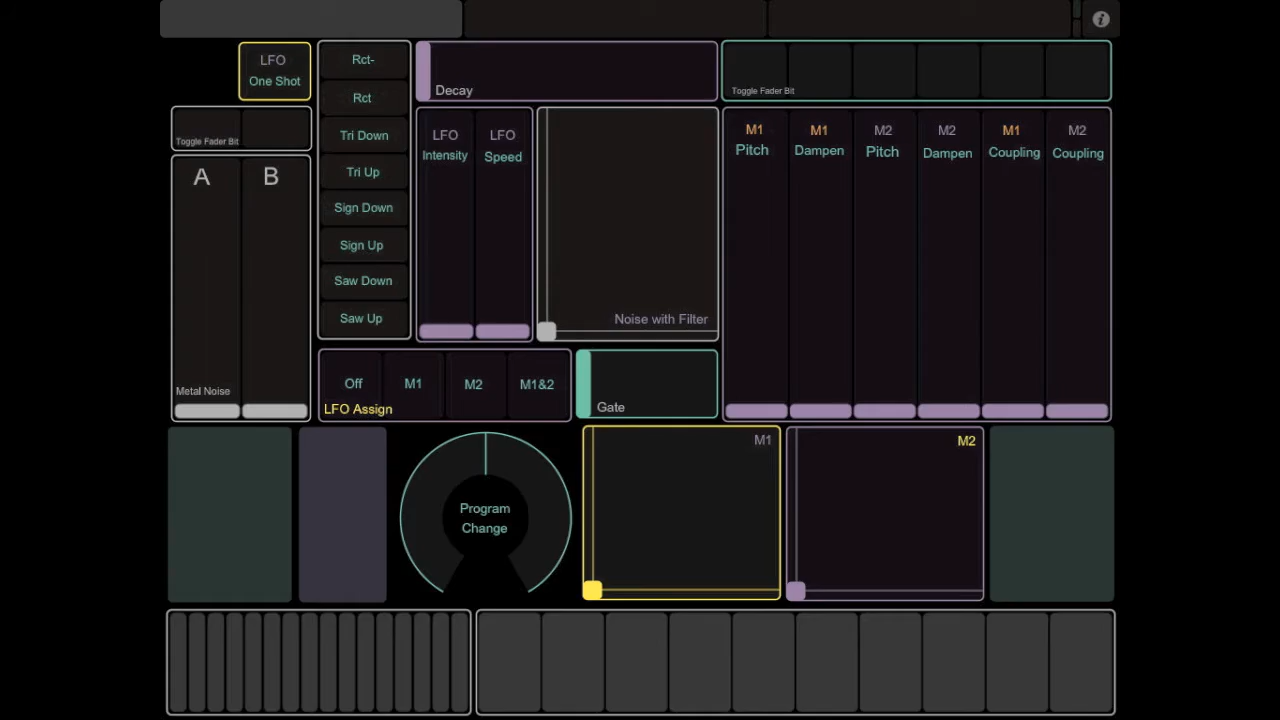 LFO
One Shot
Rct-
Rct
Tri Down
Tri Up
Sign Down
Sign Up
Saw Down
Saw Up
Decay
Toggle Fader Bit
Toggle Fader Bit
A
B
Metal Noise
LFO
Intensity
LFO
Speed
Noise with Filter
M1
Pitch
M1
Dampen
M2
Pitch
M2
Dampen
M1
Coupling
M2
Coupling
Off
M1
M2
M1&2
LFO Assign
Gate
Program
Change
M1
M2
i